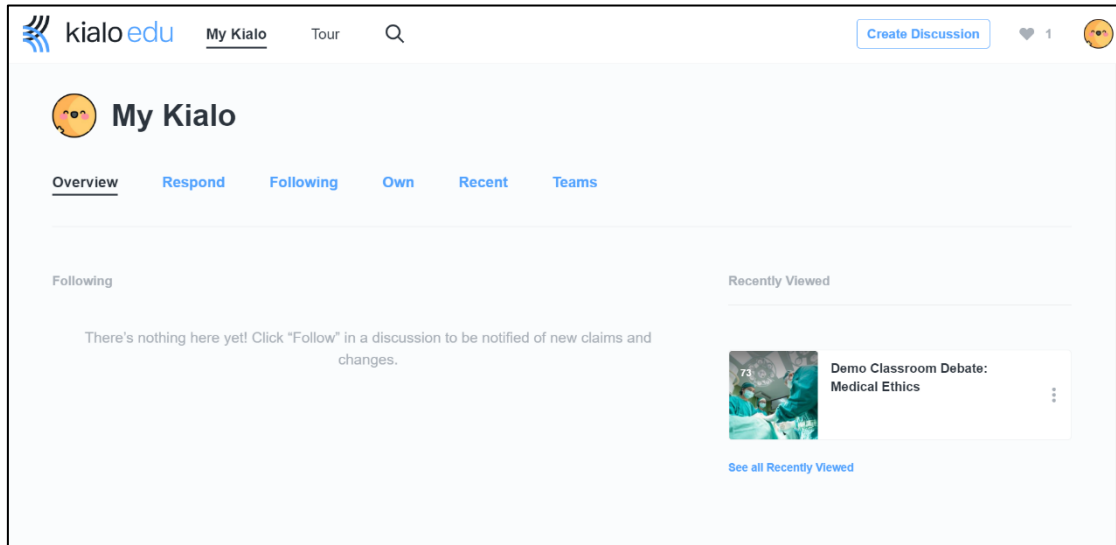 kialo edu My Kialo Tour Create Discussion 1
My Kialo
Overview Respond Following Own Recent Teams
Following
There's nothing here yet! Click “Follow” in a discussion to be notified of new claims and
changes.
Recently Viewed
73
Demo Classroom Debate:
Medical Ethics
See all Recently Viewed